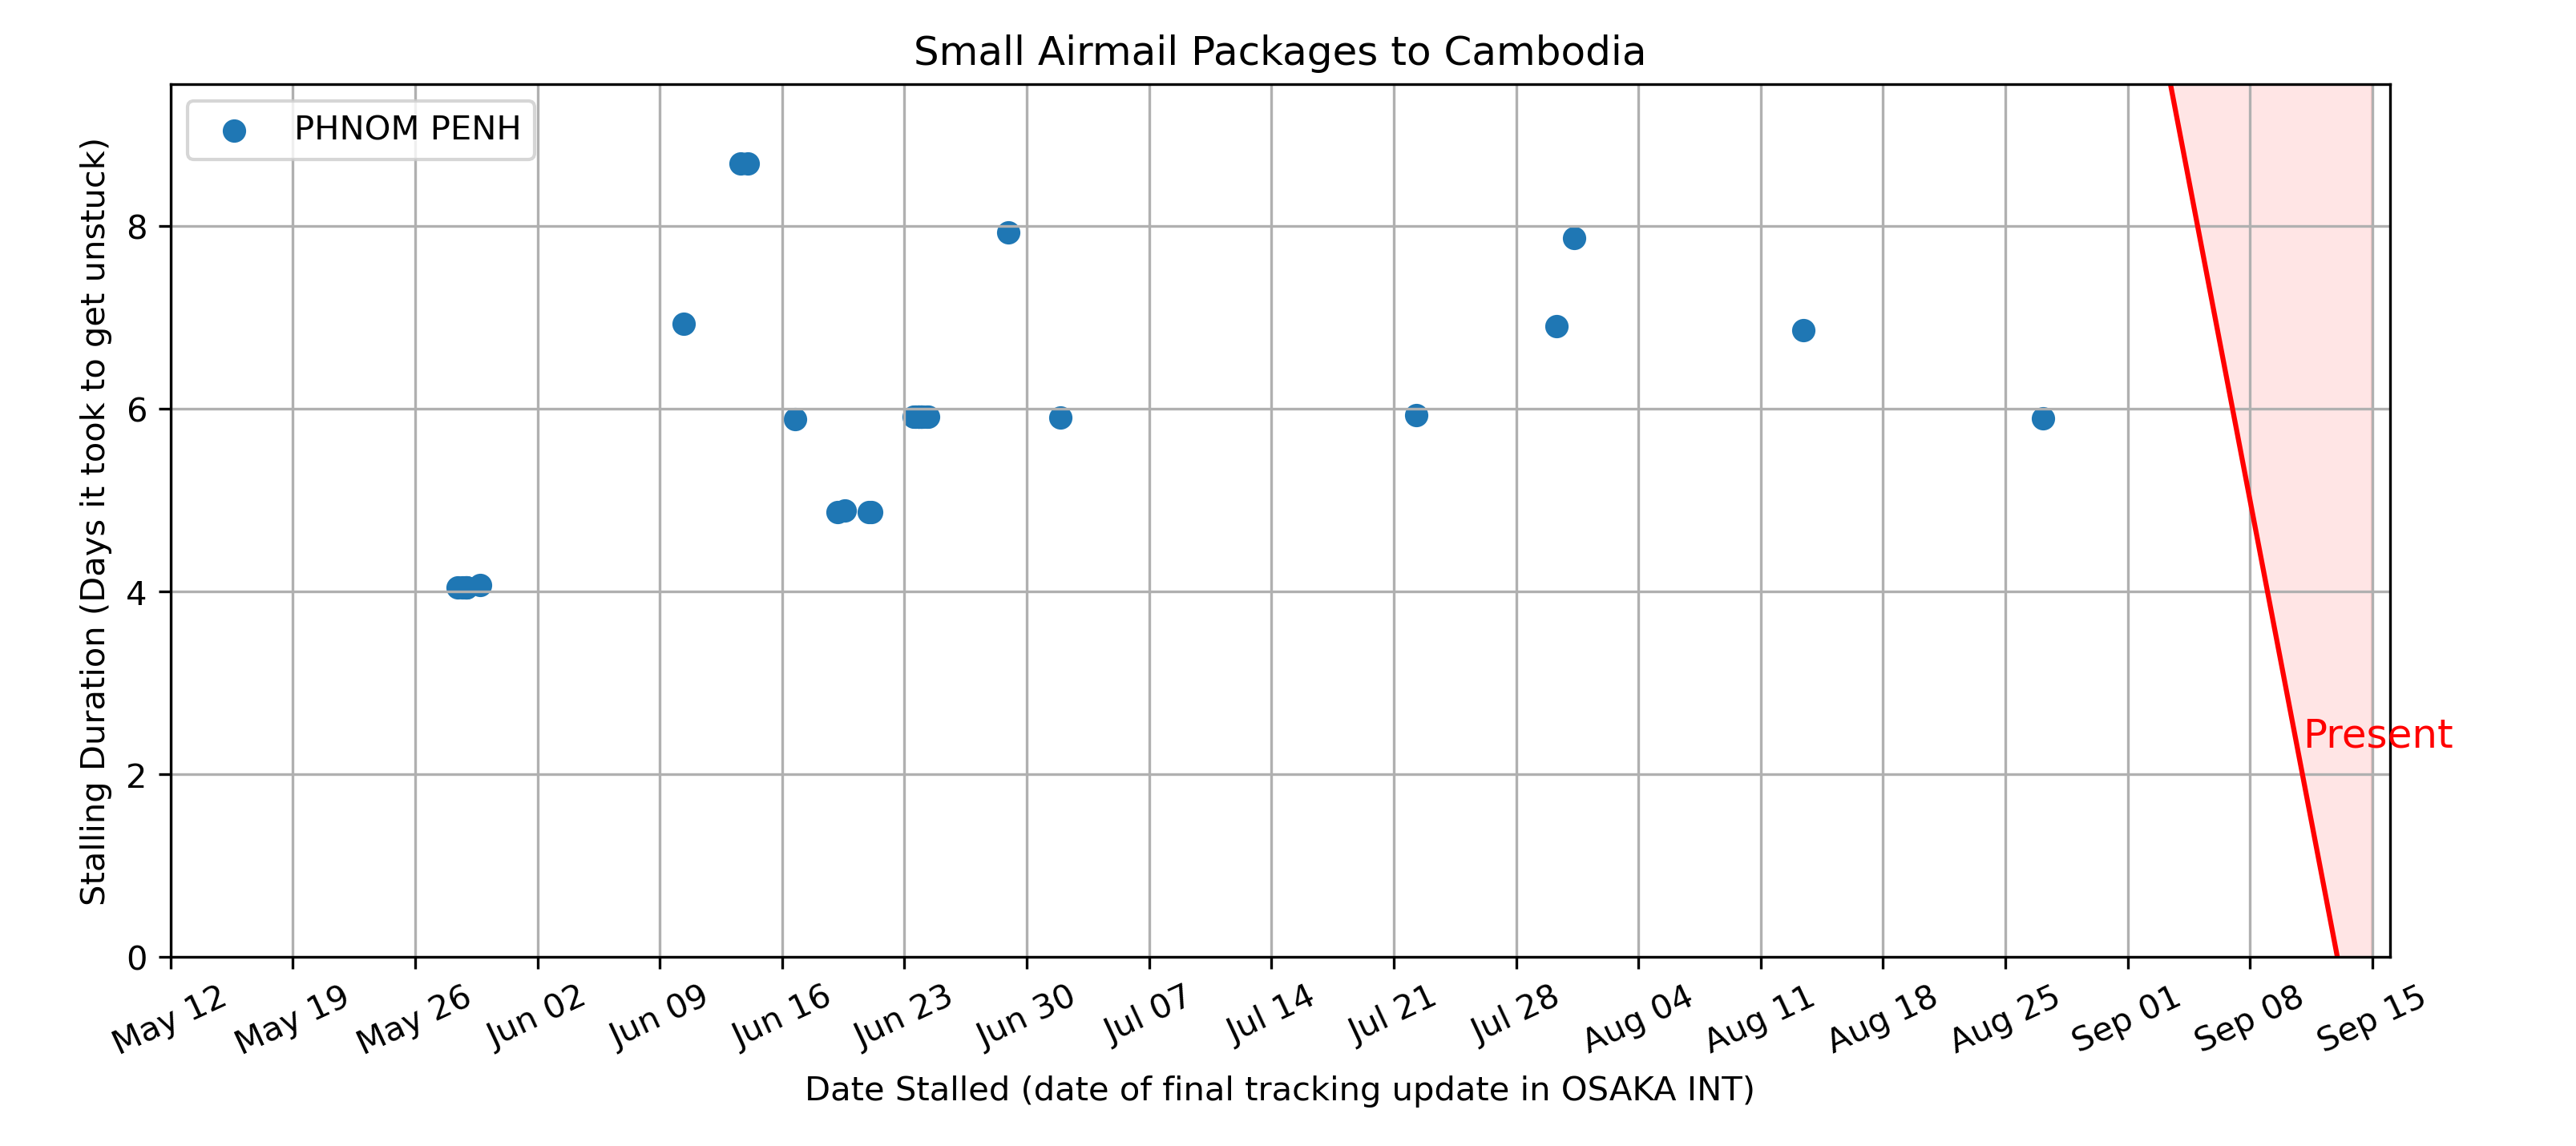 Small Airmail Packages to Cambodia
PHNOM PENH
Stalling Duration (Days it took to get unstuck)
8
6
4
2
0
Present
May 12
May 19
May 26
Jun 02
Jun 09
Jun 16
Jun 23
Jun 30
Jul 07
Jul 14
Jul 21
Jul 28
Aug 04
Aug 11
Aug 18
Aug 25
Sep 01
Sep 08
Sep 15
Date Stalled (date of final tracking update in OSAKA INT)